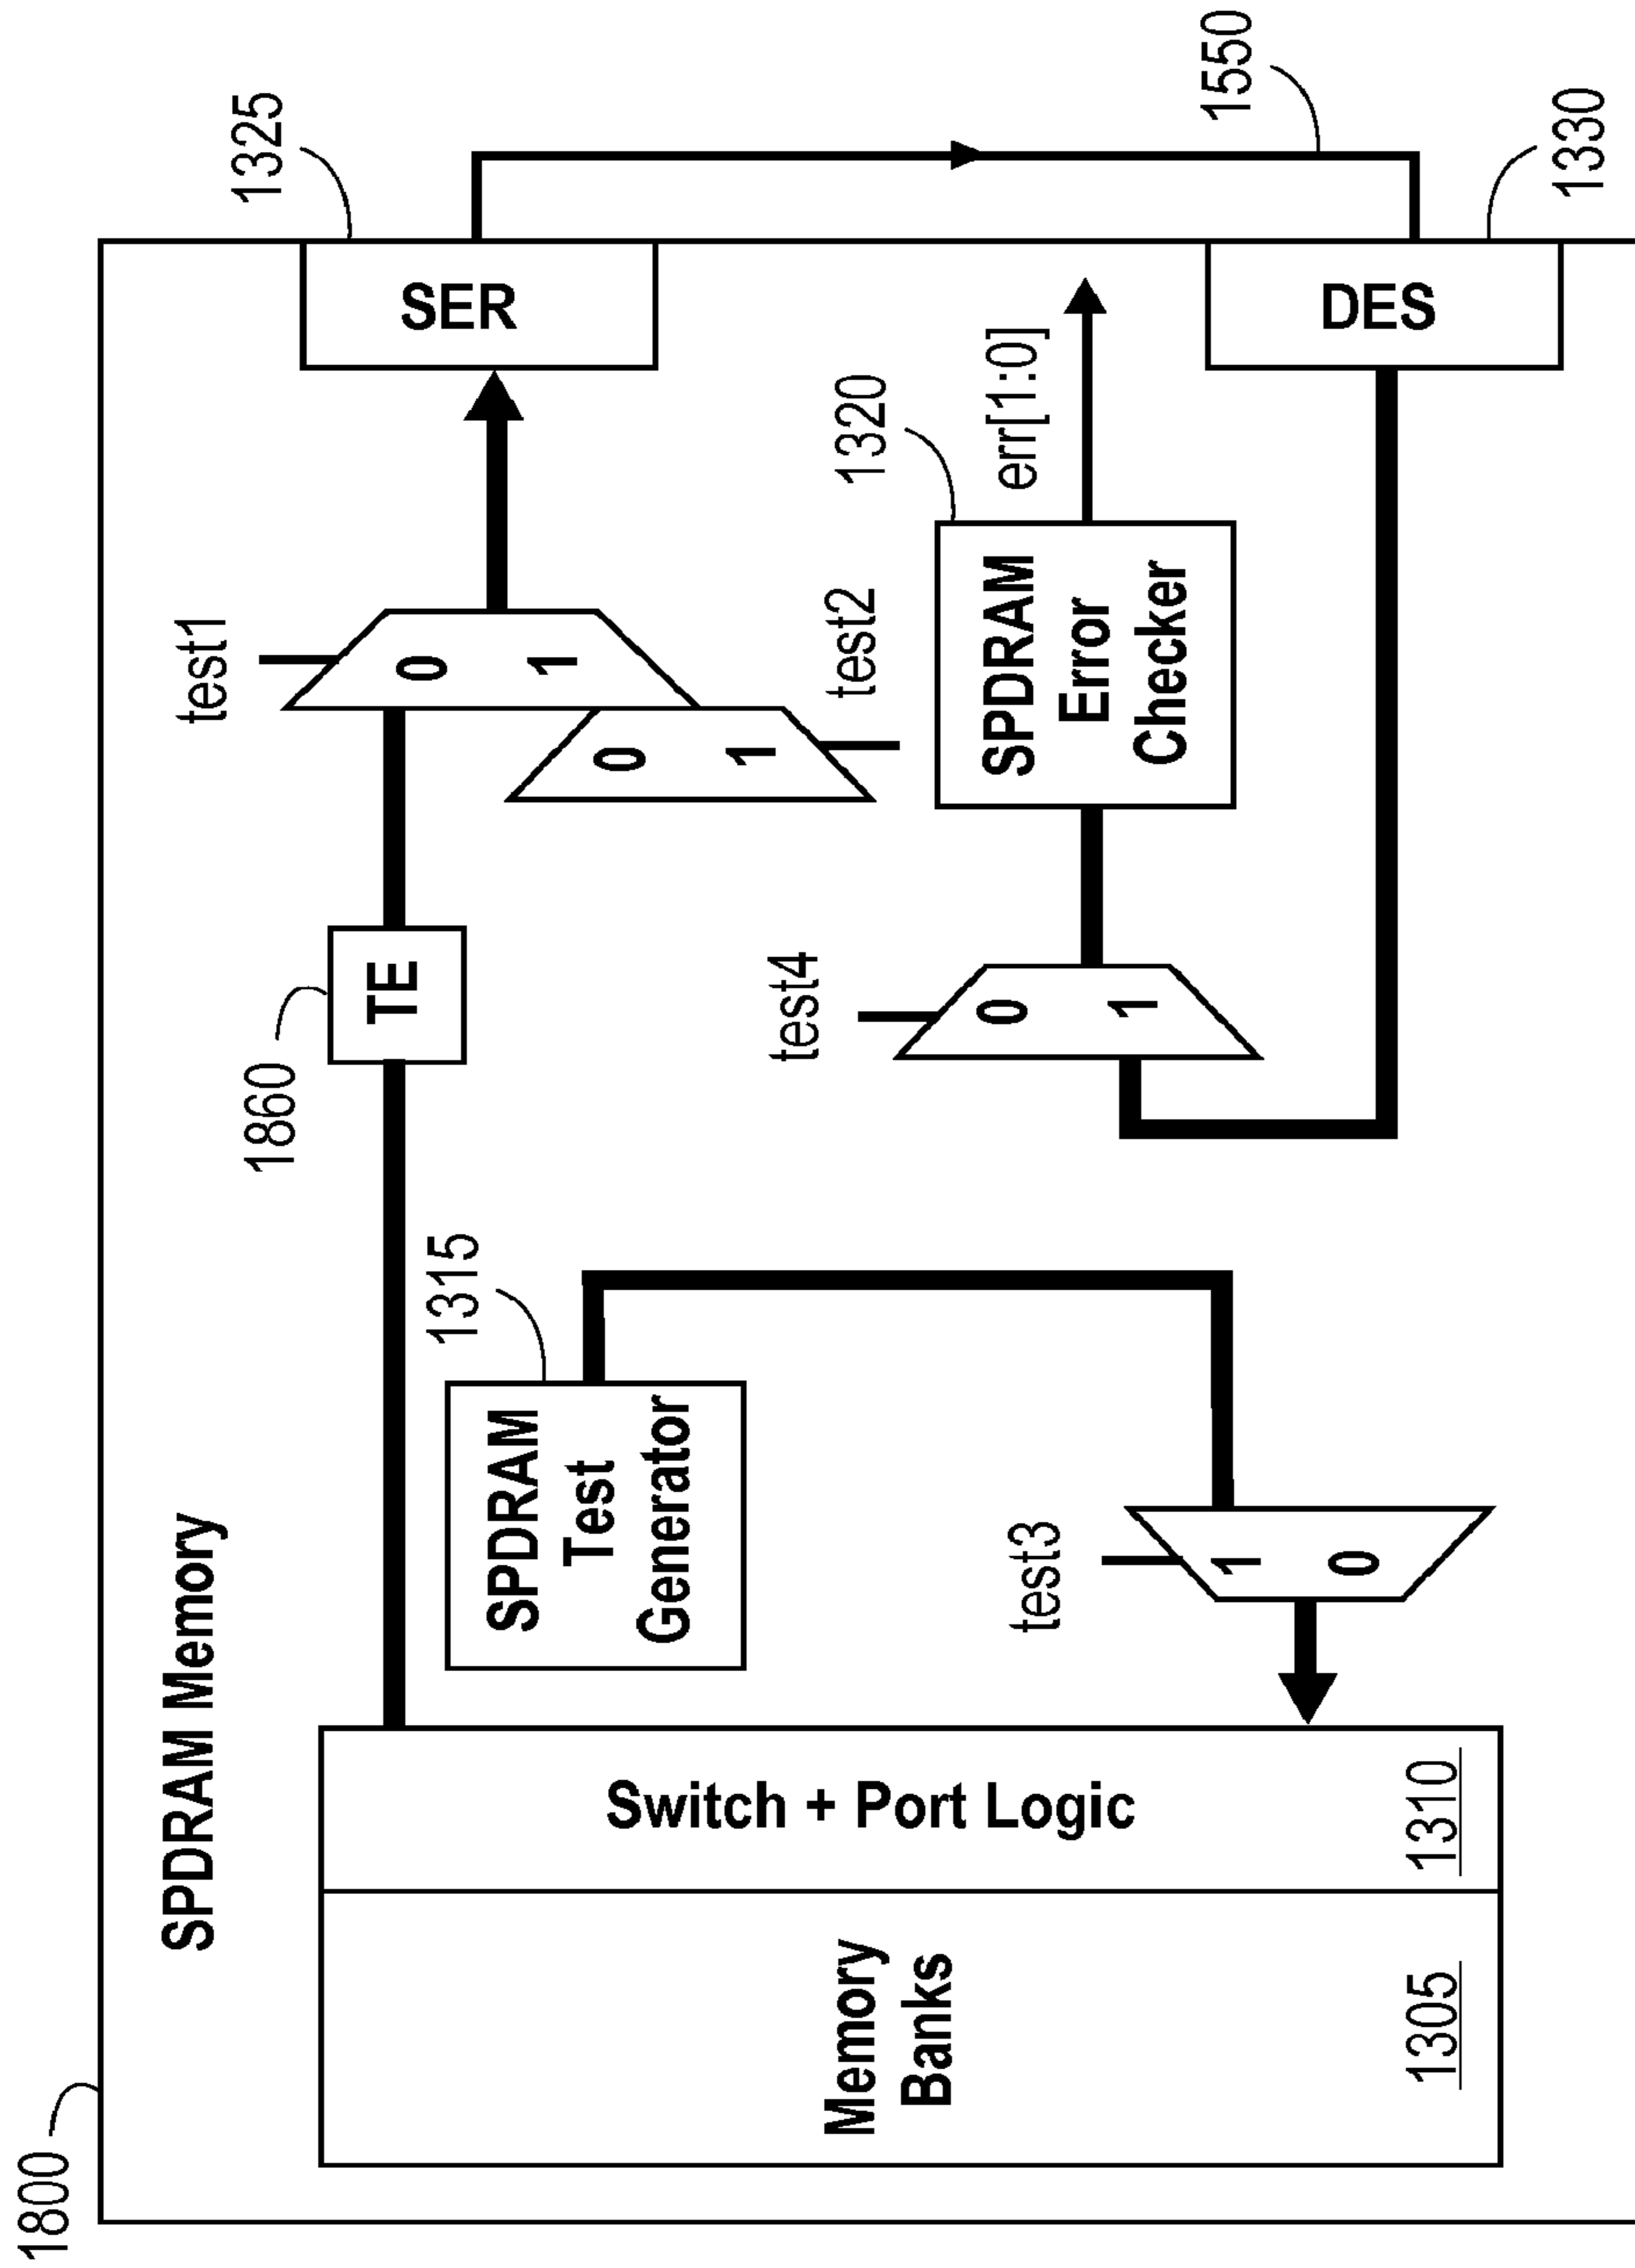 1800
SPDRAM Memory
Memory
Banks
1305
Switch + Port Logic
1310
SPDRAM
Test
Generator
1315
test3
1
0
1860
TE
test1
0
1
0
1
test2
test4
0
1
SPDRAM
Error
Checker
1320
err[1:0]
SER
1325
DES
1330
1550